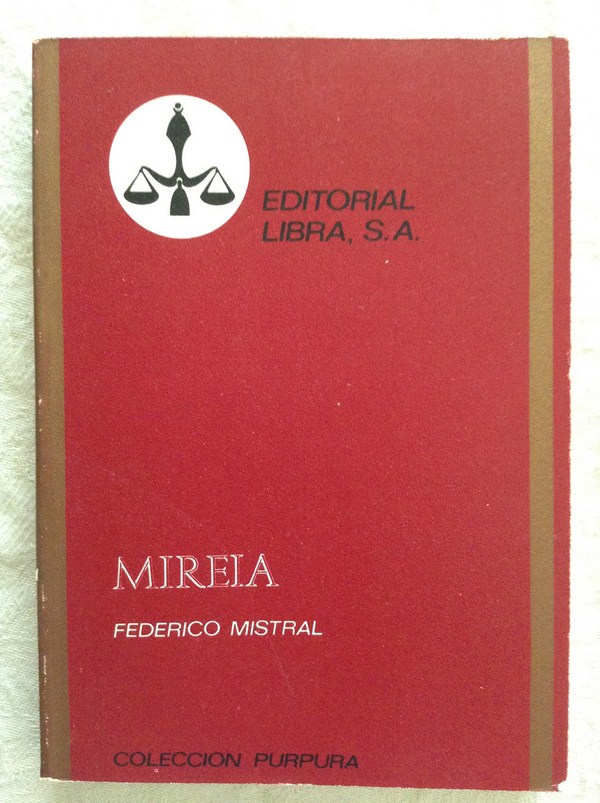 EDITORIAL
LIBRA, S.A.
MIREIA
FEDERICO MISTRAL
COLECCION PURPURA